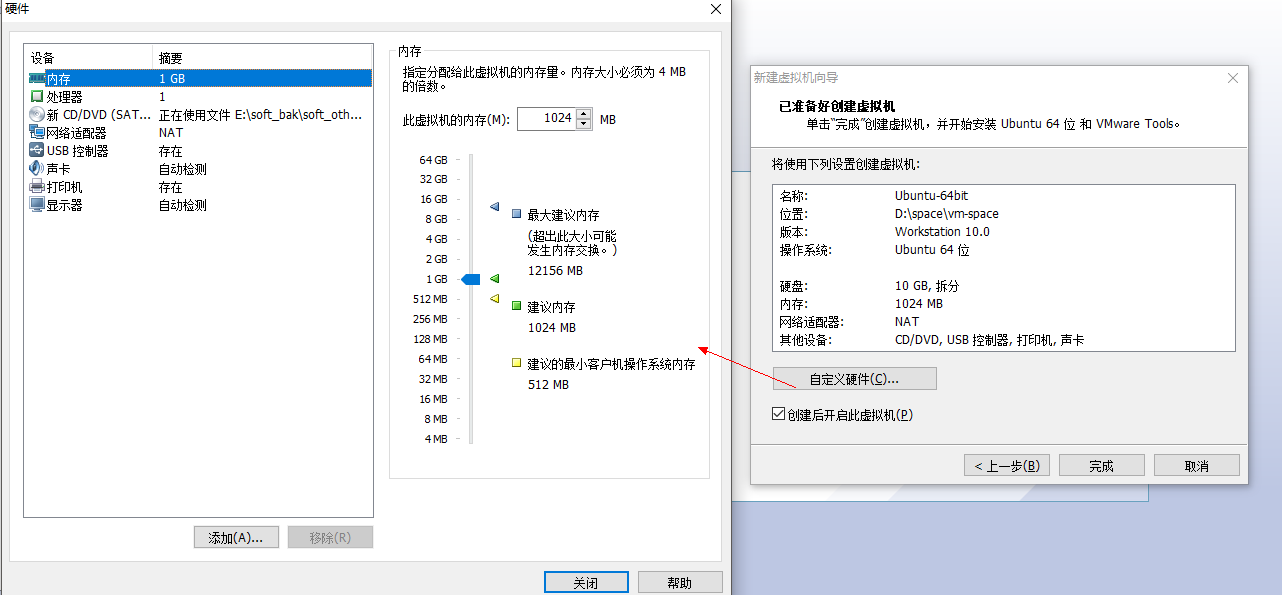 硬件
设备 摘要
内存 1 GB
处理器 1
新 CD/DVD (SAT... 正在使用文件 E:\soft_bak\soft_oth...
网络适配器 NAT
USB 控制器 存在
声卡 自动检测
打印机 存在
显示器 自动检测
添加(A)... 移除(R)
内存
指定分配给此虚拟机的内存量。内存大小必须为 4 MB
的倍数。
此虚拟机的内存(M): 1024 MB
64 GB
32 GB
16 GB
8 GB
4 GB
2 GB
1 GB
512 MB
256 MB
128 MB
64 MB
32 MB
16 MB
8 MB
4 MB
最大建议内存
(超出此大小可能
发生内存交换。)
12156 MB
建议内存
1024 MB
建议的最小客户机操作系统内存
512 MB
关闭 帮助
新建虚拟机向导
已准备好创建虚拟机
单击“完成”创建虚拟机，并开始安装 Ubuntu 64 位 和 VMware Tools。
将使用下列设置创建虚拟机:
名称: Ubuntu-64bit
位置: D:\space\vm-space
版本: Workstation 10.0
操作系统: Ubuntu 64 位
硬盘: 10 GB, 拆分
内存: 1024 MB
网络适配器: NAT
其他设备: CD/DVD, USB 控制器, 打印机, 声卡
自定义硬件(C)...
创建后开启此虚拟机(P)
< 上一步(B) 完成 取消